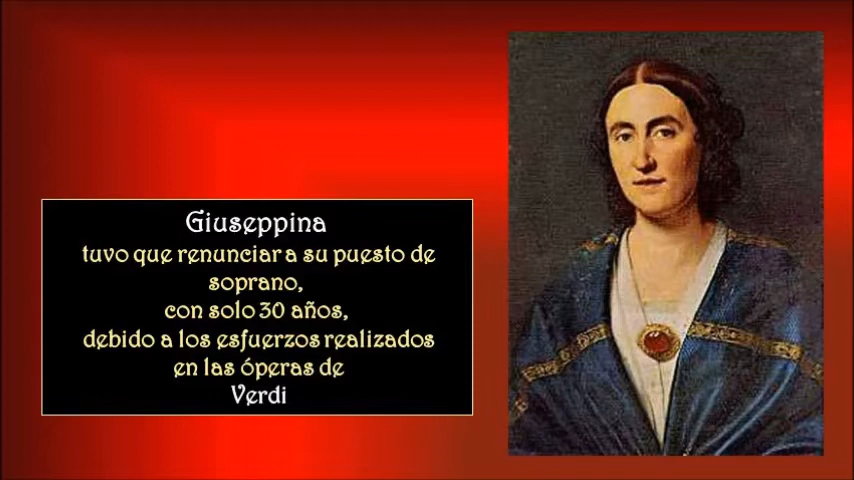 Giuseppina
tuvo que renunciar a su puesto de
soprano,
con solo 30 años,
debido a los esfuerzos realizados
en las óperas de
Verdi